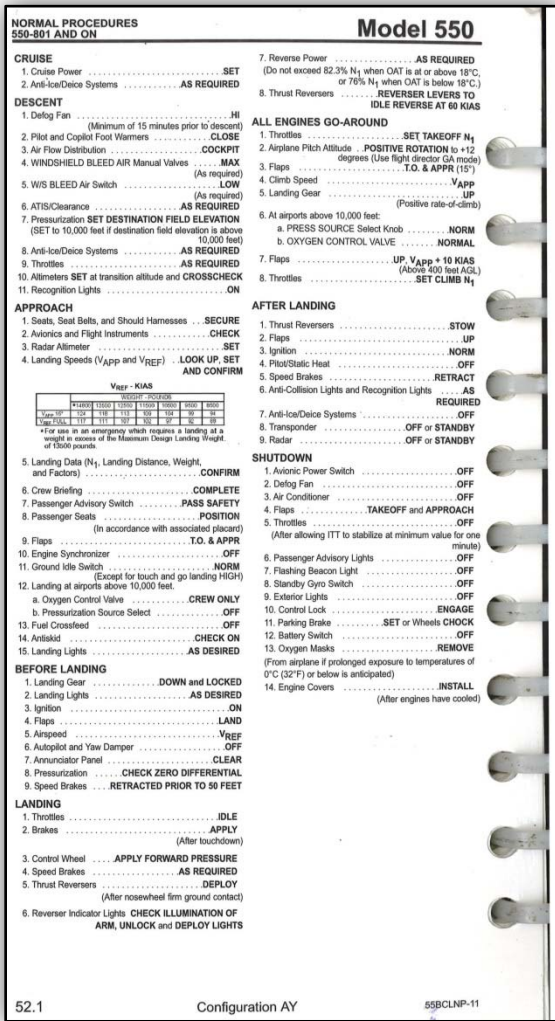 NORMAL PROCEDURES
550-801 AND ON
Model 550
CRUISE
1. Cruise Power ........ SET
2. Anti-Ice/Deice Systems ........ AS REQUIRED
DESCENT
1. Defog Fan ........ HI
(Minimum of 15 minutes prior to descent)
2. Pilot and Copilot Foot Warmers ........ CLOSE
3. Air Flow Distribution ........ COCKPIT
4. WINDSHIELD BLEED AIR Manual Valves ..... MAX
(As required)
5. W/S BLEED Air Switch ........ LOW
(As required)
6. ATIS/Clearance ........ AS REQUIRED
7. Pressurization SET DESTINATION FIELD ELEVATION
(SET to 10,000 feet if destination field elevation is above
10,000 feet)
8. Anti-Ice/Deice Systems ........ AS REQUIRED
9. Throttles ........ AS REQUIRED
10. Altimeters SET at transition altitude and CROSSCHECK
11. Recognition Lights ........ ON
APPROACH
1. Seats, Seat Belts, and Should Harnesses ... SECURE
2. Avionics and Flight Instruments ........ CHECK
3. Radar Altimeter ........ SET
4. Landing Speeds (VAPP and VREF) .. LOOK UP, SET
AND CONFIRM
VREF - KIAS
WEIGHT - POUNDS
*14600 13500 12500 11500 10500 9500 8500
VAPP 15° 124 118 113 109 104 99 94
VREF FULL 117 111 107 102 97 92 89
*For use in an emergency which requires a landing at a
weight in excess of the Maximum Design Landing Weight
of 13500 pounds.
5. Landing Data (N1, Landing Distance, Weight,
and Factors) ........ CONFIRM
6. Crew Briefing ........ COMPLETE
7. Passenger Advisory Switch ........ PASS SAFETY
8. Passenger Seats ........ POSITION
(In accordance with associated placard)
9. Flaps ........ T.O. & APPR
10. Engine Synchronizer ........ OFF
11. Ground Idle Switch ........ NORM
(Except for touch and go landing HIGH)
12. Landing at airports above 10,000 feet.
a. Oxygen Control Valve ........ CREW ONLY
b. Pressurization Source Select ........ OFF
13. Fuel Crossfeed ........ OFF
14. Antiskid ........ CHECK ON
15. Landing Lights ........ AS DESIRED
BEFORE LANDING
1. Landing Gear ........ DOWN and LOCKED
2. Landing Lights ........ AS DESIRED
3. Ignition ........ ON
4. Flaps ........ LAND
5. Airspeed ........ VREF
6. Autopilot and Yaw Damper ........ OFF
7. Annunciator Panel ........ CLEAR
8. Pressurization ...... CHECK ZERO DIFFERENTIAL
9. Speed Brakes .... RETRACTED PRIOR TO 50 FEET
LANDING
1. Throttles ........ IDLE
2. Brakes ........ APPLY
(After touchdown)
3. Control Wheel ..... APPLY FORWARD PRESSURE
4. Speed Brakes ........ AS REQUIRED
5. Thrust Reversers ........ DEPLOY
(After nosewheel firm ground contact)
6. Reverser Indicator Lights CHECK ILLUMINATION OF
ARM, UNLOCK and DEPLOY LIGHTS
7. Reverse Power ........ AS REQUIRED
(Do not exceed 82.3% N1 when OAT is at or above 18°C,
or 76% N1 when OAT is below 18°C.)
8. Thrust Reversers ........ REVERSER LEVERS TO
IDLE REVERSE AT 60 KIAS
ALL ENGINES GO-AROUND
1. Throttles ........ SET TAKEOFF N1
2. Airplane Pitch Attitude .. POSITIVE ROTATION to +12
degrees (Use flight director GA mode)
3. Flaps ........ T.O. & APPR (15°)
4. Climb Speed ........ VAPP
5. Landing Gear ........ UP
(Positive rate-of-climb)
6. At airports above 10,000 feet:
a. PRESS SOURCE Select Knob ........ NORM
b. OXYGEN CONTROL VALVE ........ NORMAL
7. Flaps ........ UP, VAPP + 10 KIAS
(Above 400 feet AGL)
8. Throttles ........ SET CLIMB N1
AFTER LANDING
1. Thrust Reversers ........ STOW
2. Flaps ........ UP
3. Ignition ........ NORM
4. Pitot/Static Heat ........ OFF
5. Speed Brakes ........ RETRACT
6. Anti-Collision Lights and Recognition Lights .... AS
REQUIRED
7. Anti-Ice/Deice Systems ........ OFF
8. Transponder ........ OFF or STANDBY
9. Radar ........ OFF or STANDBY
SHUTDOWN
1. Avionic Power Switch ........ OFF
2. Defog Fan ........ OFF
3. Air Conditioner ........ OFF
4. Flaps ........ TAKEOFF and APPROACH
5. Throttles ........ OFF
(After allowing ITT to stabilize at minimum value for one
minute)
6. Passenger Advisory Lights ........ OFF
7. Flashing Beacon Light ........ OFF
8. Standby Gyro Switch ........ OFF
9. Exterior Lights ........ OFF
10. Control Lock ........ ENGAGE
11. Parking Brake ........ SET or Wheels CHOCK
12. Battery Switch ........ OFF
13. Oxygen Masks ........ REMOVE
(From airplane if prolonged exposure to temperatures of
0°C (32°F) or below is anticipated)
14. Engine Covers ........ INSTALL
(After engines have cooled)
52.1
Configuration AY
55BCLNP-11